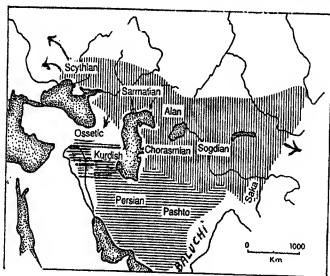 Scythian
Sarmatian
Alan
Ossetic
Chorasmian
Sogdian
Kurdish
Saka
Persian
Pashto
BALUCHI
0 1000
Km